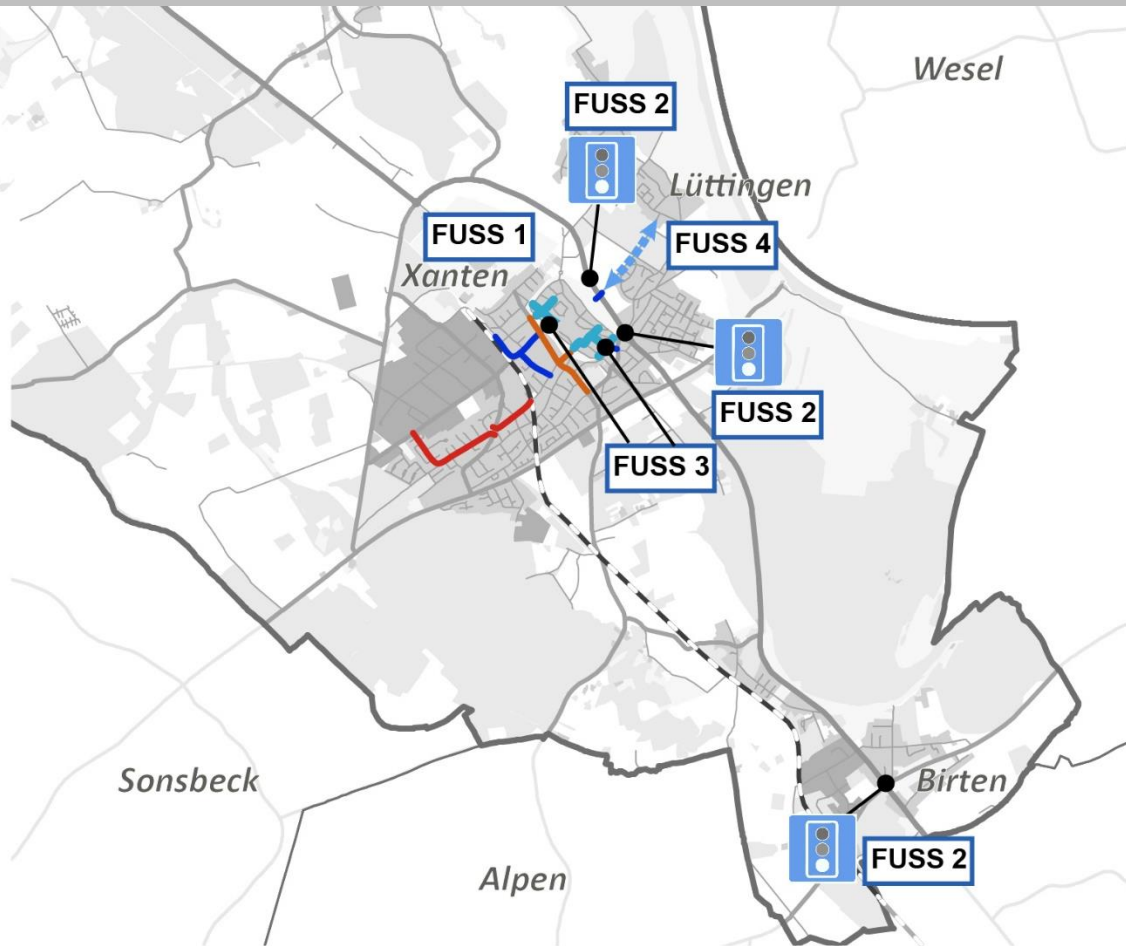 Wesel
FUSS 2
Lüttingen
FUSS 1
FUSS 4
Xanten
FUSS 2
FUSS 3
Sonsbeck
Birten
FUSS 2
Alpen